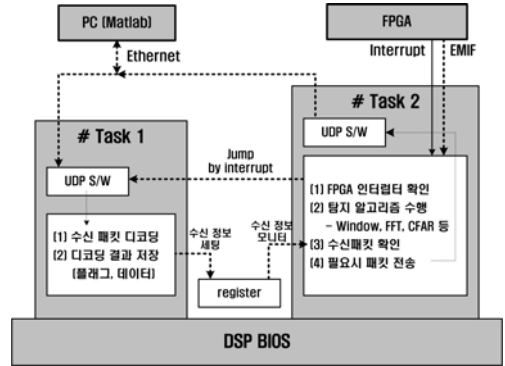 PC (Matlab)
FPGA
Ethernet
Interrupt
EMIF
# Task 1
# Task 2
UDP S/W
UDP S/W
Jump
by interrupt
(1) 수신 패킷 디코딩
(2) 디코딩 결과 저장
(플래그, 데이터)
수신 정보
세팅
수신 정보
모니터
register
(1) FPGA 인터럽터 확인
(2) 탐지 알고리즘 수행
– Window, FFT, CFAR 등
(3) 수신패킷 확인
(4) 필요시 패킷 전송
DSP BIOS